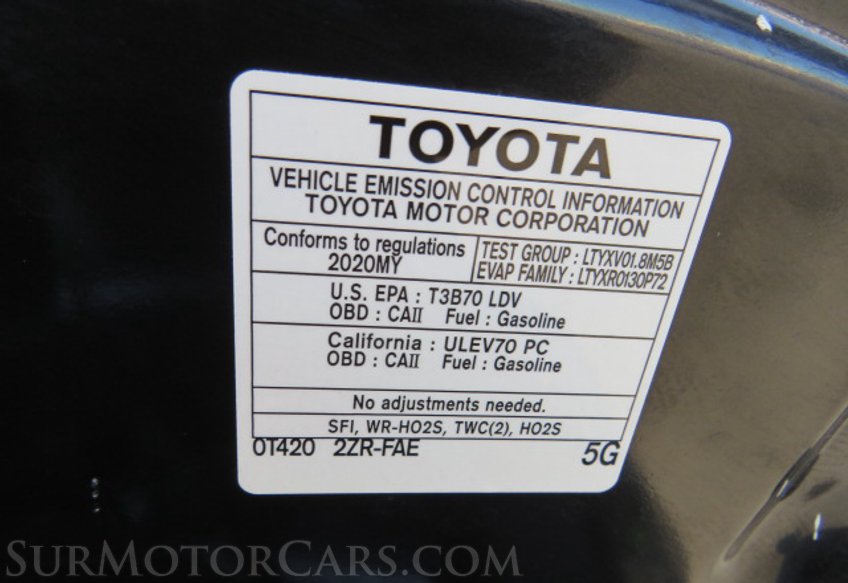 TOYOTA
VEHICLE EMISSION CONTROL INFORMATION
TOYOTA MOTOR CORPORATION
Conforms to regulations
2020MY
TEST GROUP : LTYXV01.8M5B
EVAP FAMILY : LTYXR0130P72
U.S. EPA : T3B70 LDV
OBD : CAII Fuel : Gasoline
California : ULEV70 PC
OBD : CAII Fuel : Gasoline
No adjustments needed.
SFI, WR-HO2S, TWC(2), HO2S
0T420 2ZR-FAE 5G
SURMOTORCARS.COM